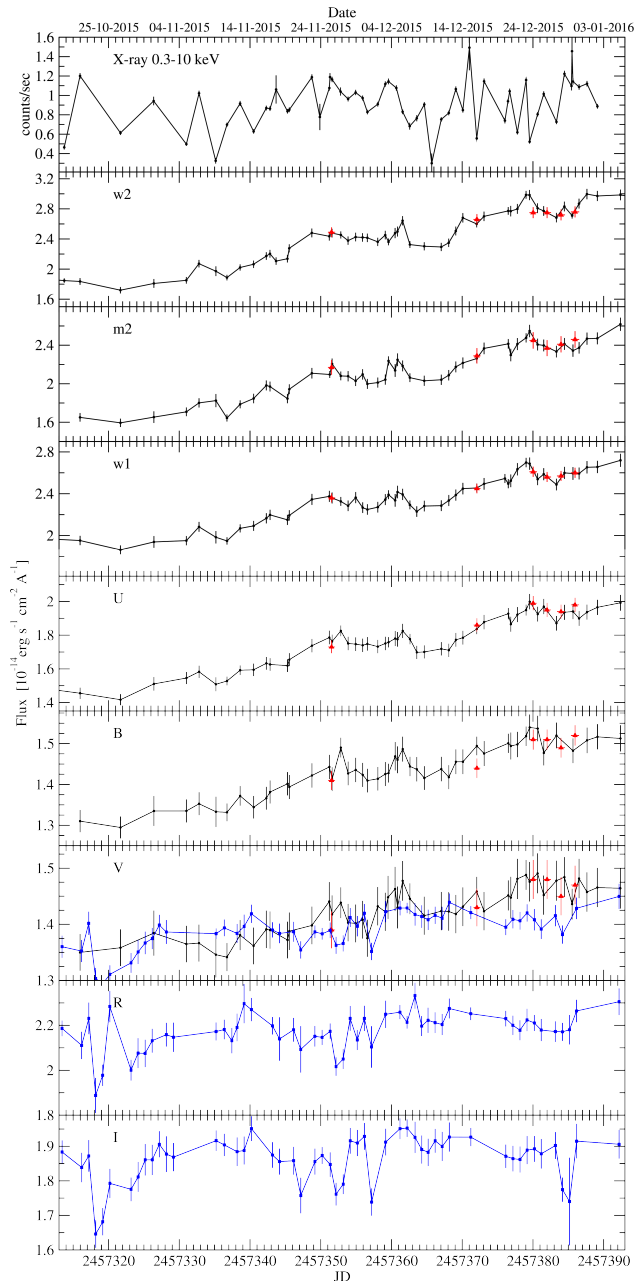 Date
25-10-2015 04-11-2015 14-11-2015 24-11-2015 04-12-2015 14-12-2015 24-12-2015 03-01-2016
1.6
X-ray 0.3-10 keV
1.4
1.2
1.0
0.8
0.6
0.4
counts/sec
3.2
w2
2.8
2.4
2
1.6
m2
2.4
2
1.6
2.8
w1
2.4
2
Flux [10⁻¹⁴ erg s⁻¹ cm⁻² A⁻¹]
2
U
1.8
1.6
1.4
B
1.5
1.4
1.3
V
1.5
1.4
1.3
R
2.2
2
1.8
I
1.9
1.8
1.7
1.6
2457320 2457330 2457340 2457350 2457360 2457370 2457380 2457390
JD